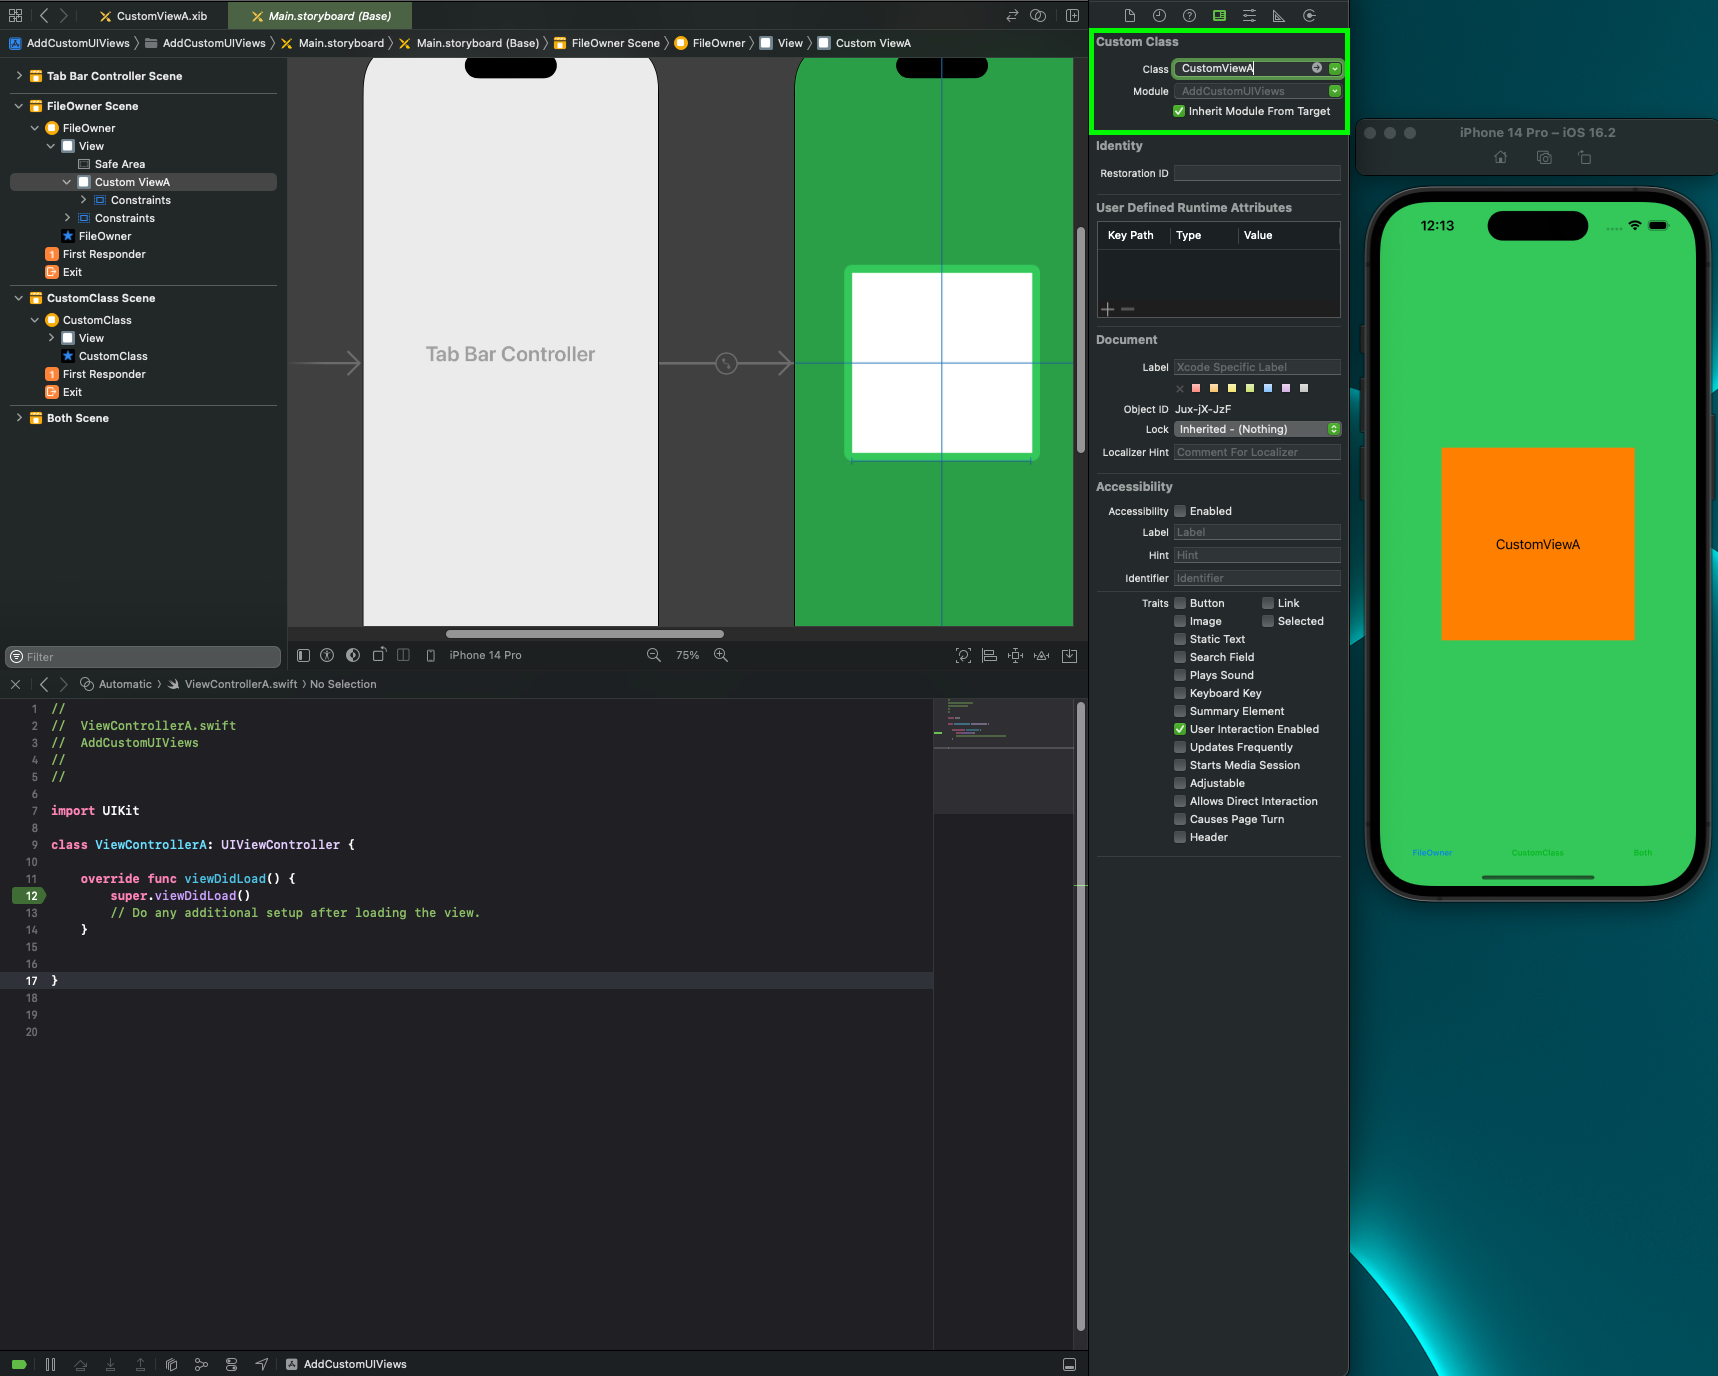 CustomViewA.xib
Main.storyboard (Base)
AddCustomUIViews
AddCustomUIViews
Main.storyboard
Main.storyboard (Base)
FileOwner Scene
FileOwner
View
Custom ViewA
Tab Bar Controller Scene
FileOwner Scene
FileOwner
View
Safe Area
Custom ViewA
Constraints
Constraints
FileOwner
First Responder
Exit
CustomClass Scene
CustomClass
View
CustomClass
First Responder
Exit
Both Scene
Filter
Tab Bar Controller
iPhone 14 Pro
75%
Custom Class
Class CustomViewA
Module AddCustomUIViews
Inherit Module From Target
Identity
Restoration ID
User Defined Runtime Attributes
Key Path Type Value
Document
Label Xcode Specific Label
Object ID Jux-jX-JzF
Lock Inherited - (Nothing)
Localizer Hint Comment For Localizer
Accessibility
Accessibility Enabled
Label Label
Hint Hint
Identifier Identifier
Traits Button Link
Image Selected
Static Text
Search Field
Plays Sound
Keyboard Key
Summary Element
User Interaction Enabled
Updates Frequently
Starts Media Session
Adjustable
Allows Direct Interaction
Causes Page Turn
Header
iPhone 14 Pro – iOS 16.2
12:13
CustomViewA
FileOwner CustomClass Both
Automatic
ViewControllerA.swift
No Selection
1 //
2 //  ViewControllerA.swift
3 //  AddCustomUIViews
4 //
5 //
6
7 import UIKit
8
9 class ViewControllerA: UIViewController {
10
11     override func viewDidLoad() {
12         super.viewDidLoad()
13         // Do any additional setup after loading the view.
14     }
15
16
17 }
18
19
20
AddCustomUIViews